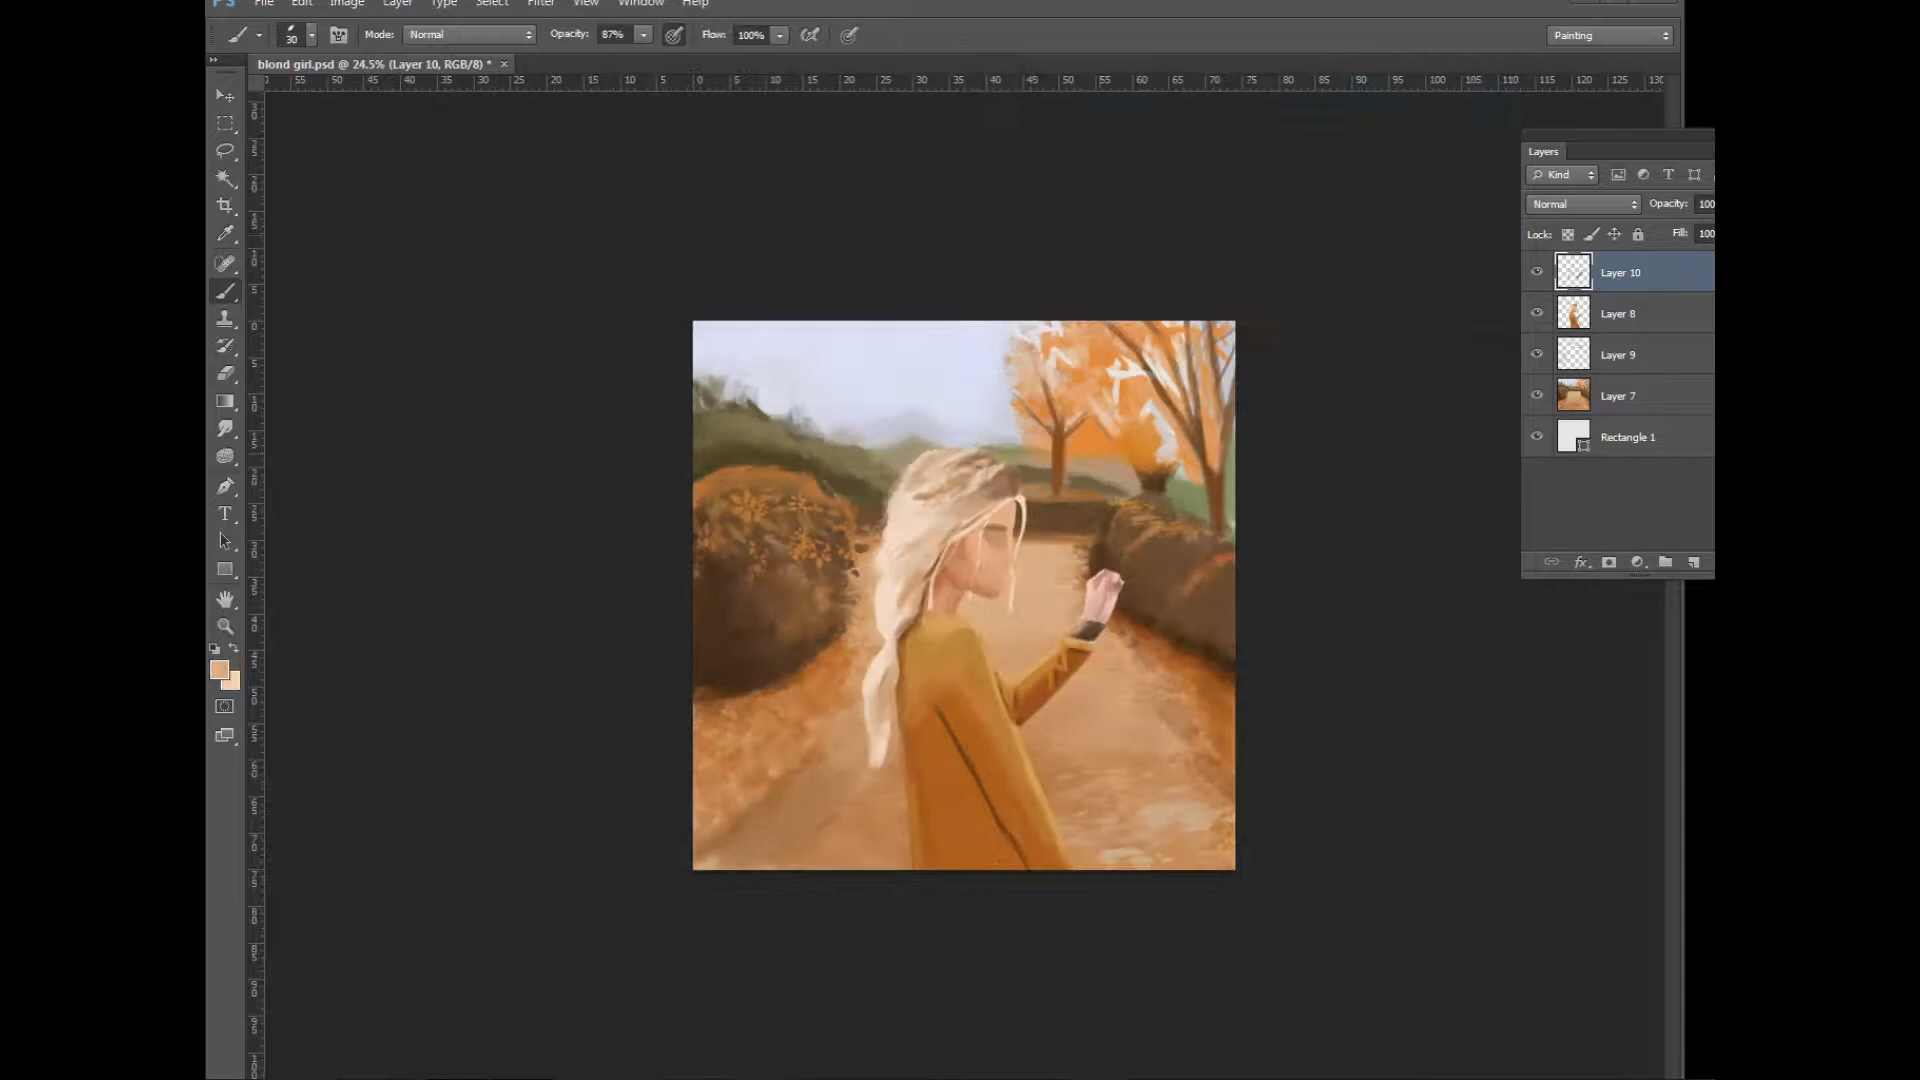 PS File Edit Image Layer Type Select Filter View Window Help
30 Mode: Normal Opacity: 87% Flow: 100% Painting
blond girl.psd @ 24.5% (Layer 10, RGB/8) * ×
55 50 45 40 35 30 25 20 15 10 5 0 5 10 15 20 25 30 35 40 45 50 55 60 65 70 75 80 85 90 95 100 105 110 115 120 125 130
Layers
Kind
Normal Opacity: 100
Lock: Fill: 100
Layer 10
Layer 8
Layer 9
Layer 7
Rectangle 1
fx